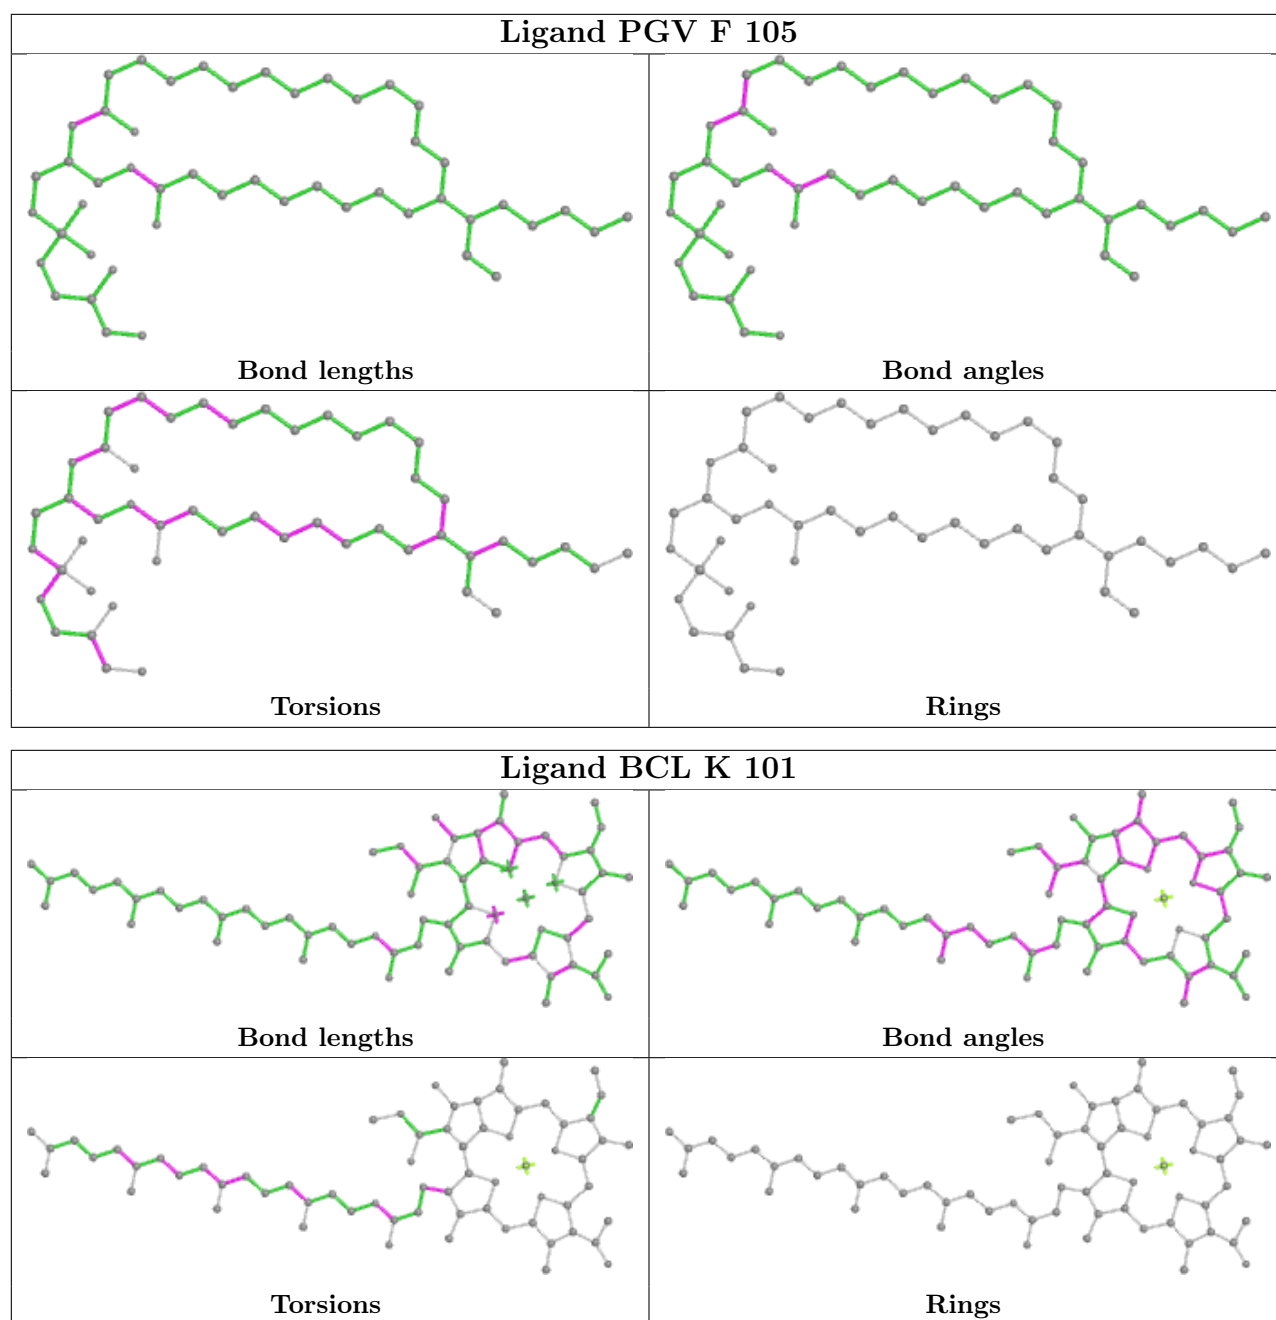 Ligand PGV F 105
Bond lengths
Bond angles
Torsions
Rings
Ligand BCL K 101
Bond lengths
Bond angles
Torsions
Rings